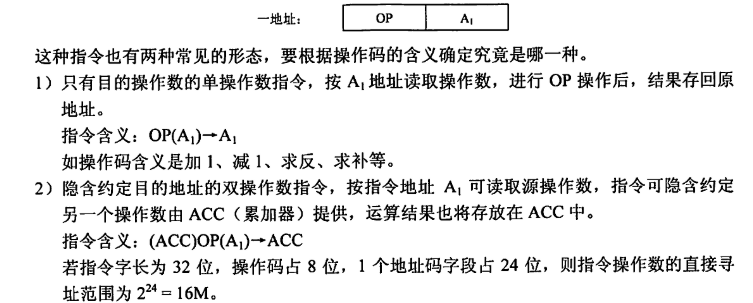 一地址： OP A₁
这种指令也有两种常见的形态，要根据操作码的含义确定究竟是哪一种。
1）只有目的操作数的单操作数指令，按 A₁ 地址读取操作数，进行 OP 操作后，结果存回原
地址。
指令含义：OP(A₁)→A₁
如操作码含义是加 1、减 1、求反、求补等。
2）隐含约定目的地址的双操作数指令，按指令地址 A₁ 可读取源操作数，指令可隐含约定
另一个操作数由 ACC（累加器）提供，运算结果也将存放在 ACC 中。
指令含义：(ACC)OP(A₁)→ACC
若指令字长为 32 位，操作码占 8 位，1 个地址码字段占 24 位，则指令操作数的直接寻
址范围为 2²⁴ = 16M。